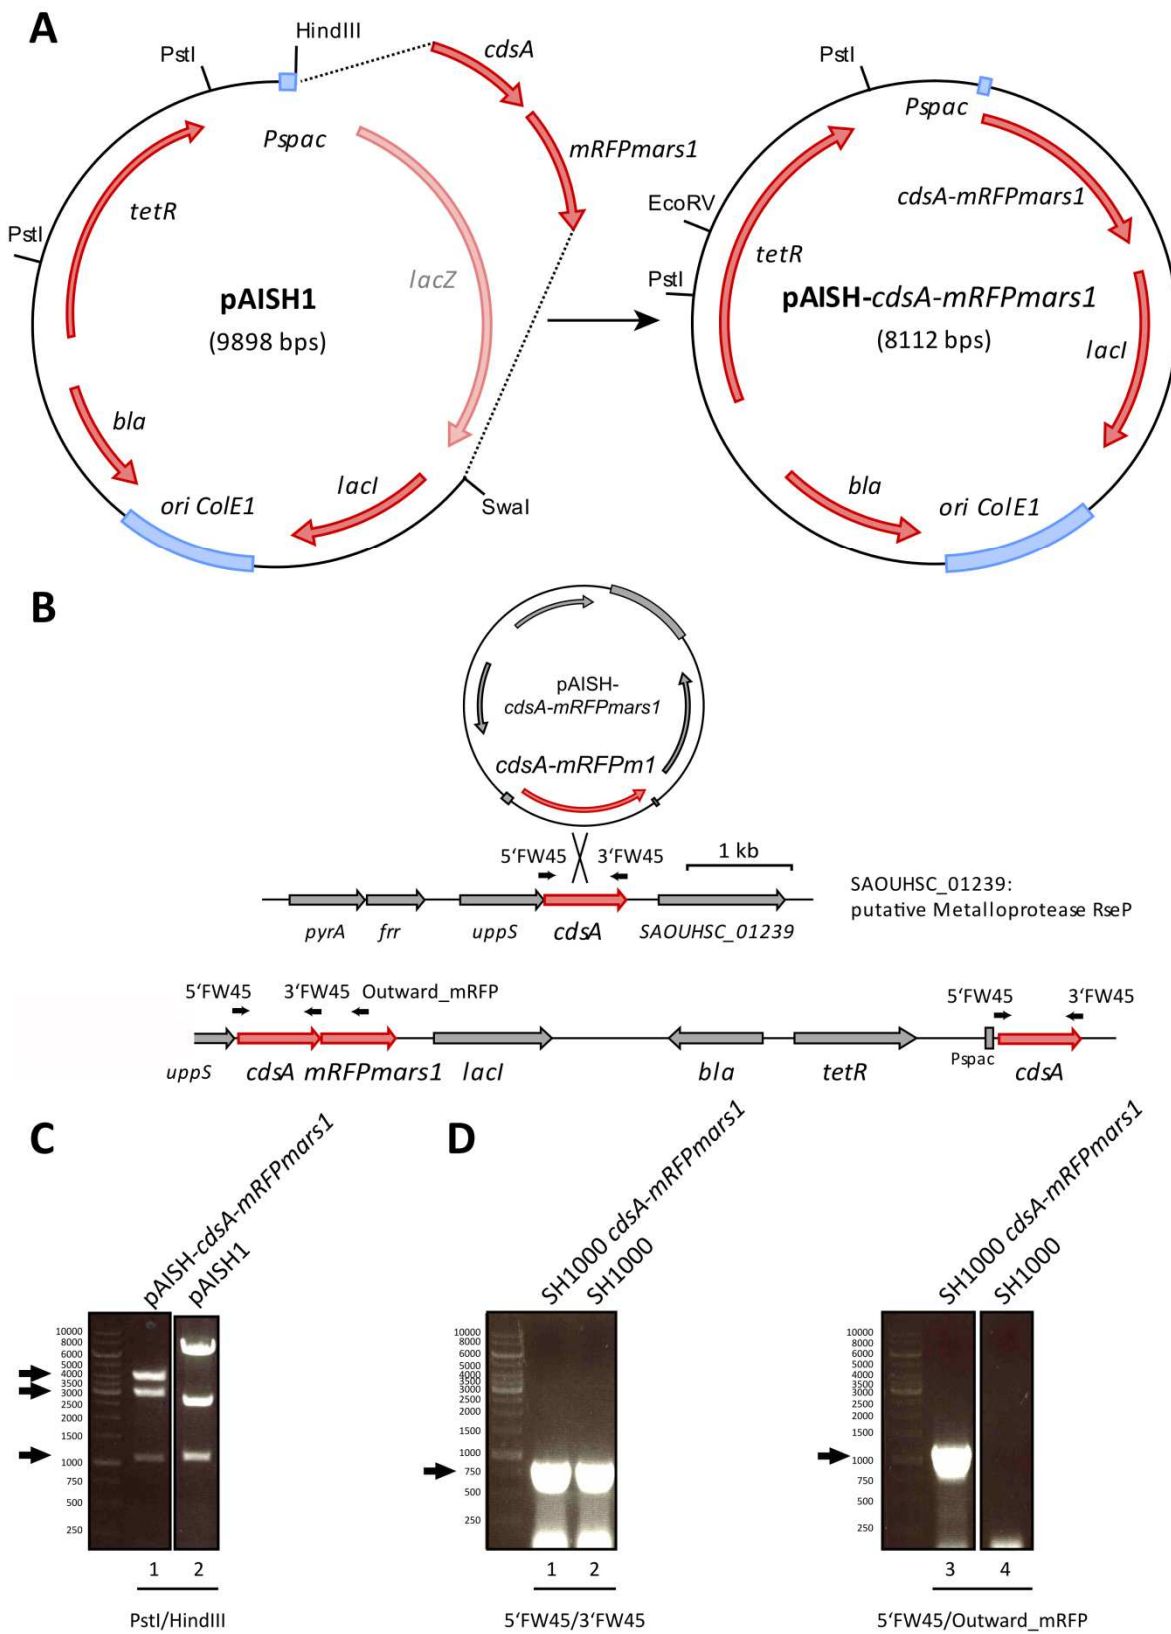 A
HindIII
PstI
cdsA
PstI
Pspac
mRFPmars1
Pspac
cdsA-mRFPmars1
tetR
EcoRV
PstI
lacZ
tetR
PstI
pAISH1
(9898 bps)
pAISH-cdsA-mRFPmars1
(8112 bps)
lacI
bla
lacI
bla
ori ColE1
ori ColE1
SwaI
B
pAISH-
cdsA-mRFPmars1
cdsA-mRFPm1
5‘FW45
3‘FW45
1 kb
SAOUHSC_01239:
putative Metalloprotease RseP
pyrA
frr
uppS
cdsA
SAOUHSC_01239
5‘FW45
3‘FW45
Outward_mRFP
5‘FW45
3‘FW45
Pspac
uppS
cdsA
mRFPmars1
lacI
bla
tetR
cdsA
C
pAISH-cdsA-mRFPmars1
pAISH1
10000
8000
6000
5000
4000
3500
3000
2500
2000
1500
1000
750
500
250
1
2
PstI/HindIII
D
SH1000 cdsA-mRFPmars1
SH1000
10000
8000
6000
5000
4000
3500
3000
2500
2000
1500
1000
750
500
250
1
2
5‘FW45/3‘FW45
SH1000 cdsA-mRFPmars1
SH1000
10000
8000
6000
5000
4000
3500
3000
2500
2000
1500
1000
750
500
250
3
4
5‘FW45/Outward_mRFP